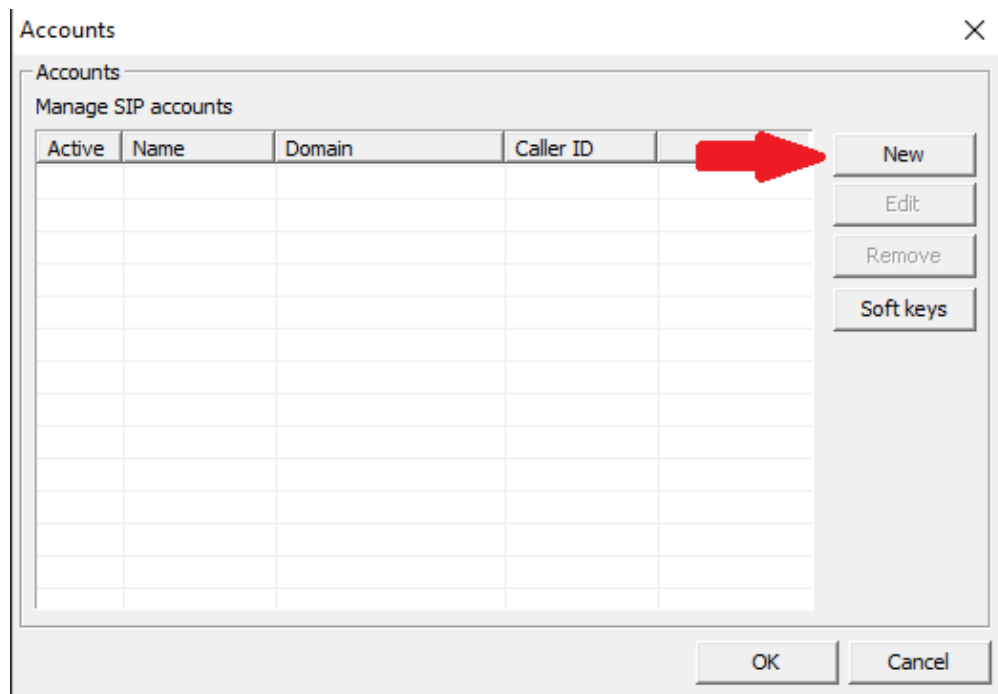 Accounts
Accounts
Manage SIP accounts
Active Name Domain Caller ID
New
Edit
Remove
Soft keys
OK Cancel